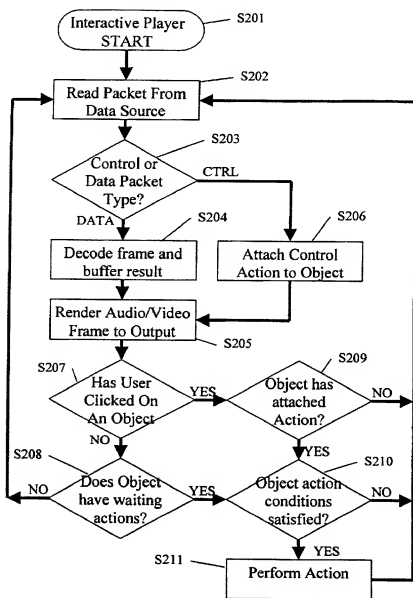 Interactive Player
START
S201
Read Packet From
Data Source
S202
S203
Control or
Data Packet
Type?
CTRL
DATA
S204
Decode frame and
buffer result
S206
Attach Control
Action to Object
Render Audio/Video
Frame to Output
S205
S207
Has User
Clicked On
An Object
YES
NO
S209
Object has
attached
Action?
NO
YES
S208
Does Object
have waiting
actions?
NO
YES
S210
Object action
conditions
satisfied?
NO
YES
S211
Perform Action